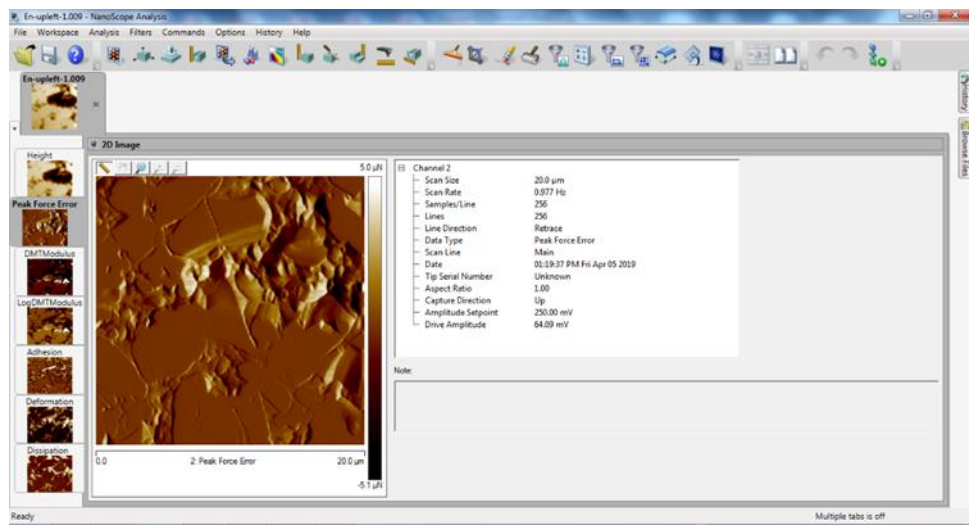 En-upleft-1.009 - NanoScope Analysis
File Workspace Analysis Filters Commands Options History Help
En-upleft-1.009
History
Browse Files
2D Image
Height
Peak Force Error
DMTModulus
LogDMTModulus
Adhesion
Deformation
Dissipation
5.0 µN
0.0 2: Peak Force Error 20.0 µm
-5.1 µN
Channel 2
Scan Size 20.0 µm
Scan Rate 0.977 Hz
Samples/Line 256
Lines 256
Line Direction Retrace
Data Type Peak Force Error
Scan Line Main
Date 01:19:37 PM Fri Apr 05 2019
Tip Serial Number Unknown
Aspect Ratio 1.00
Capture Direction Up
Amplitude Setpoint 250.00 mV
Drive Amplitude 64.09 mV
Note:
Ready Multiple tabs is off